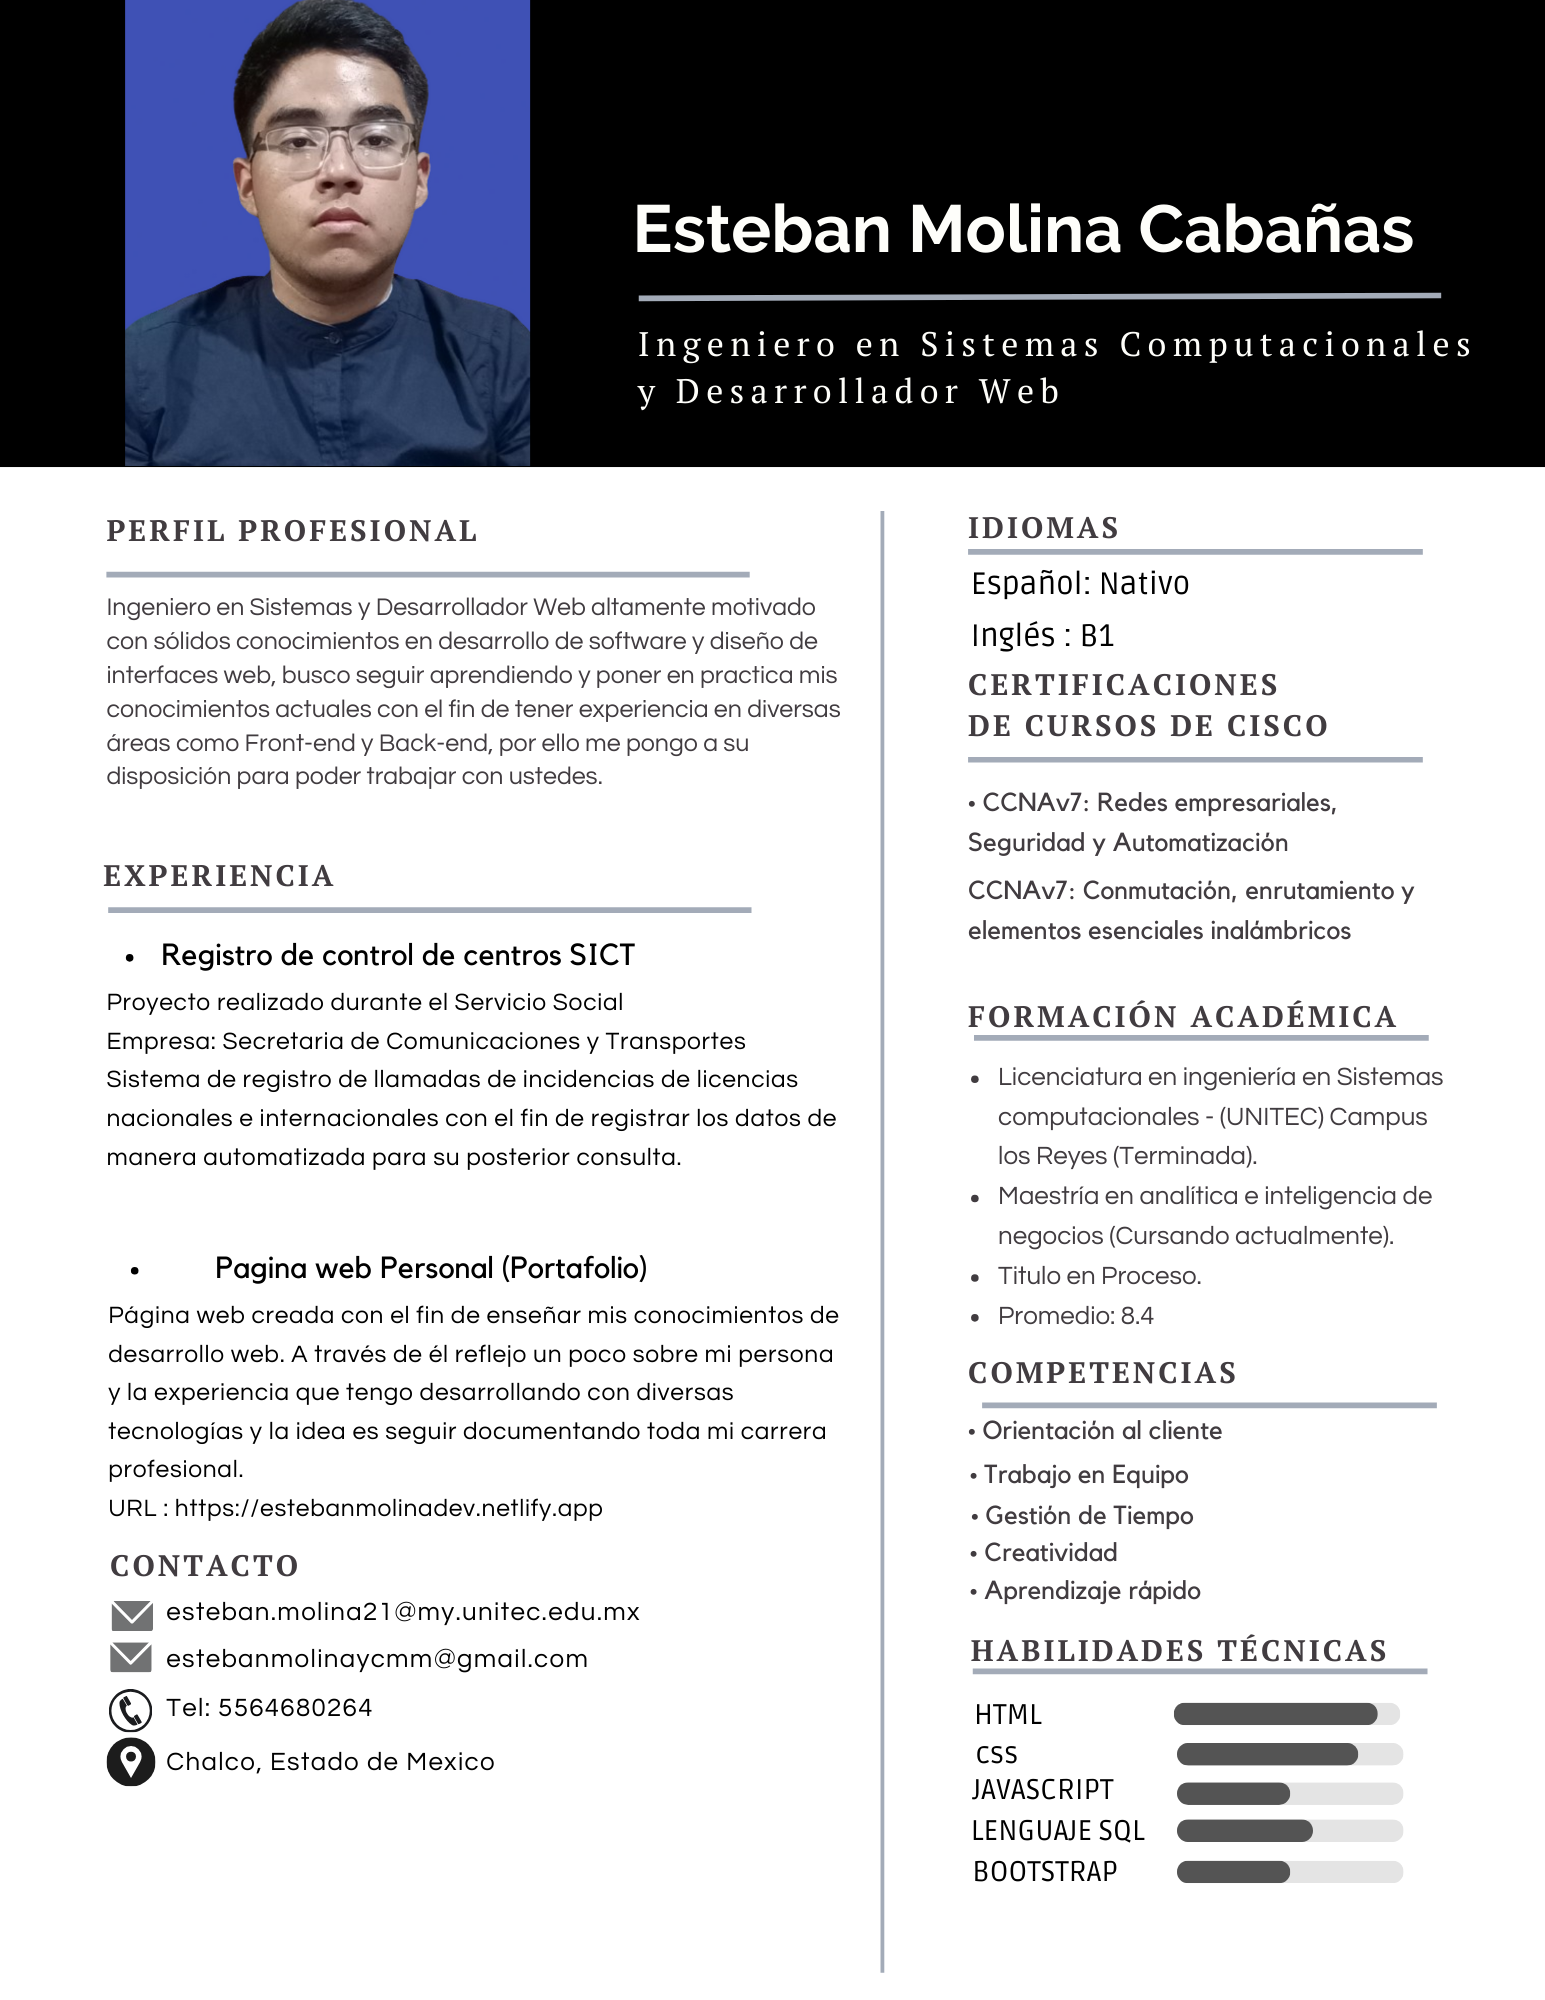 Esteban Molina Cabañas
Ingeniero en Sistemas Computacionales
y Desarrollador Web
PERFIL PROFESIONAL
Ingeniero en Sistemas y Desarrollador Web altamente motivado
con sólidos conocimientos en desarrollo de software y diseño de
interfaces web, busco seguir aprendiendo y poner en practica mis
conocimientos actuales con el fin de tener experiencia en diversas
áreas como Front-end y Back-end, por ello me pongo a su
disposición para poder trabajar con ustedes.
EXPERIENCIA
• Registro de control de centros SICT
Proyecto realizado durante el Servicio Social
Empresa: Secretaria de Comunicaciones y Transportes
Sistema de registro de llamadas de incidencias de licencias
nacionales e internacionales con el fin de registrar los datos de
manera automatizada para su posterior consulta.
• Pagina web Personal (Portafolio)
Página web creada con el fin de enseñar mis conocimientos de
desarrollo web. A través de él reflejo un poco sobre mi persona
y la experiencia que tengo desarrollando con diversas
tecnologías y la idea es seguir documentando toda mi carrera
profesional.
URL : https://estebanmolinadev.netlify.app
CONTACTO
esteban.molina21@my.unitec.edu.mx
estebanmolinaycmm@gmail.com
Tel: 5564680264
Chalco, Estado de Mexico
IDIOMAS
Español: Nativo
Inglés : B1
CERTIFICACIONES
DE CURSOS DE CISCO
• CCNAv7: Redes empresariales,
Seguridad y Automatización
CCNAv7: Conmutación, enrutamiento y
elementos esenciales inalámbricos
FORMACIÓN ACADÉMICA
• Licenciatura en ingeniería en Sistemas
computacionales - (UNITEC) Campus
los Reyes (Terminada).
• Maestría en analítica e inteligencia de
negocios (Cursando actualmente).
• Titulo en Proceso.
• Promedio: 8.4
COMPETENCIAS
• Orientación al cliente
• Trabajo en Equipo
• Gestión de Tiempo
• Creatividad
• Aprendizaje rápido
HABILIDADES TÉCNICAS
HTML
CSS
JAVASCRIPT
LENGUAJE SQL
BOOTSTRAP